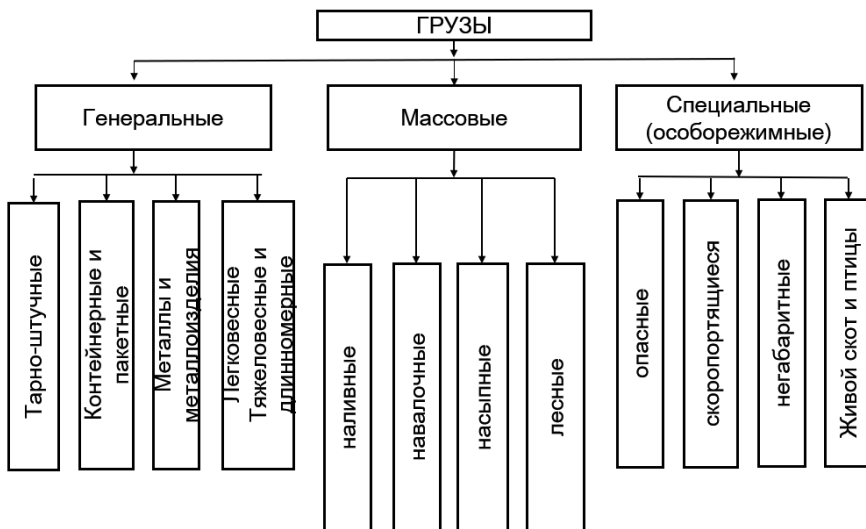 ГРУЗЫ
Генеральные
Массовые
Специальные
(особорежимные)
Тарно-штучные
Контейнерные и
пакетные
Металлы и
металлоизделия
Легковесные
Тяжеловесные и
длинномерные
наливные
навалочные
насыпные
лесные
опасные
скоропортящиеся
негабаритные
Живой скот и птицы